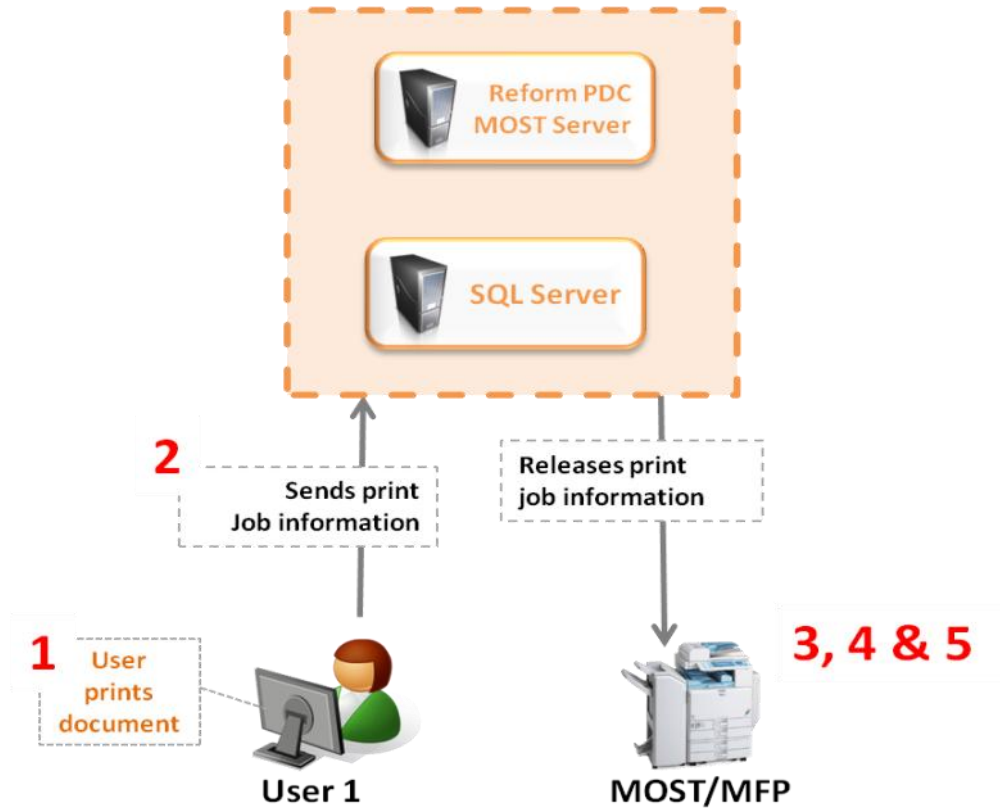 Reform PDC
MOST Server
SQL Server
2
Sends print
Job information
Releases print
job information
1
User
prints
document
3, 4 & 5
User 1
MOST/MFP